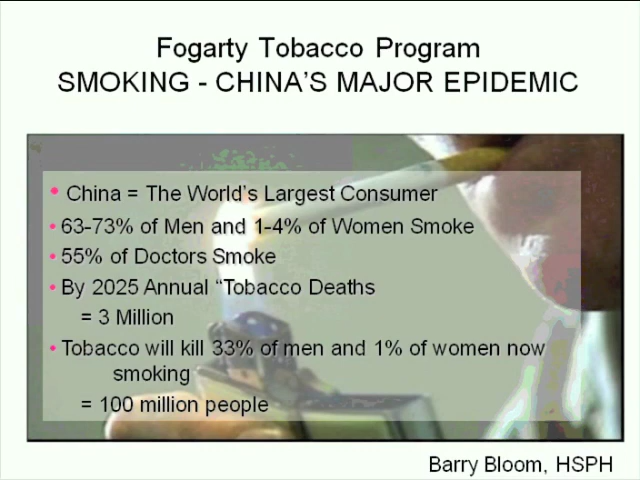 Fogarty Tobacco Program
SMOKING - CHINA'S MAJOR EPIDEMIC
• China = The World's Largest Consumer
• 63-73% of Men and 1-4% of Women Smoke
• 55% of Doctors Smoke
• By 2025 Annual “Tobacco Deaths
= 3 Million
• Tobacco will kill 33% of men and 1% of women now
smoking
= 100 million people
Barry Bloom, HSPH